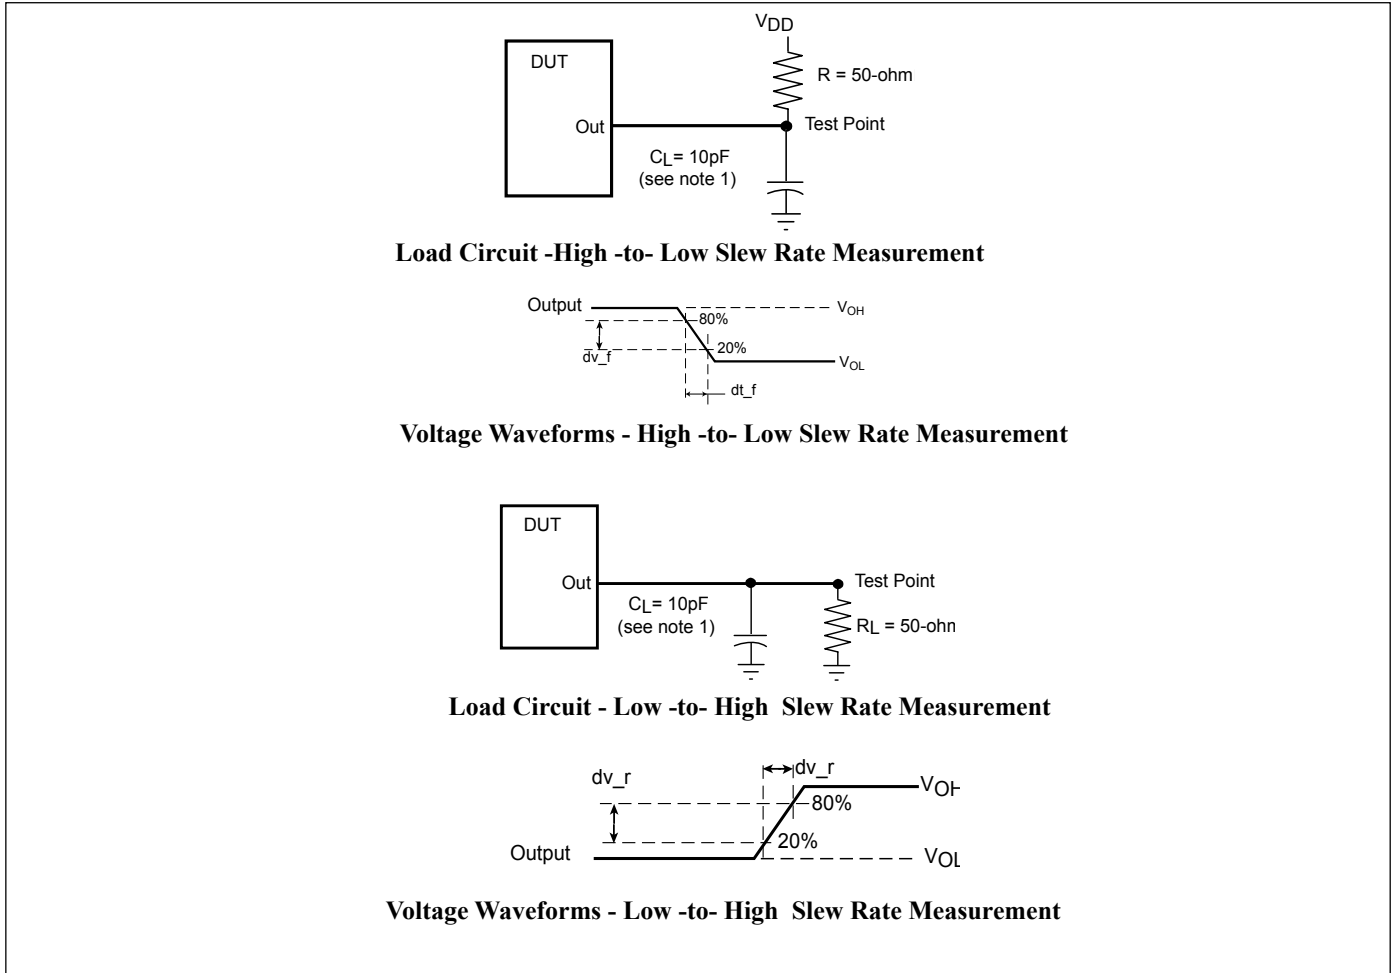 VDD
DUT
R = 50-ohm
Out
Test Point
CL= 10pF
(see note 1)
Load Circuit -High -to- Low Slew Rate Measurement
Output
VOH
80%
20%
dv_f
VOL
dt_f
Voltage Waveforms - High -to- Low Slew Rate Measurement
DUT
Out
Test Point
CL= 10pF
(see note 1)
RL = 50-ohm
Load Circuit - Low -to- High  Slew Rate Measurement
dv_r
dv_r
VOH
80%
20%
Output
VOL
Voltage Waveforms - Low -to- High  Slew Rate Measurement